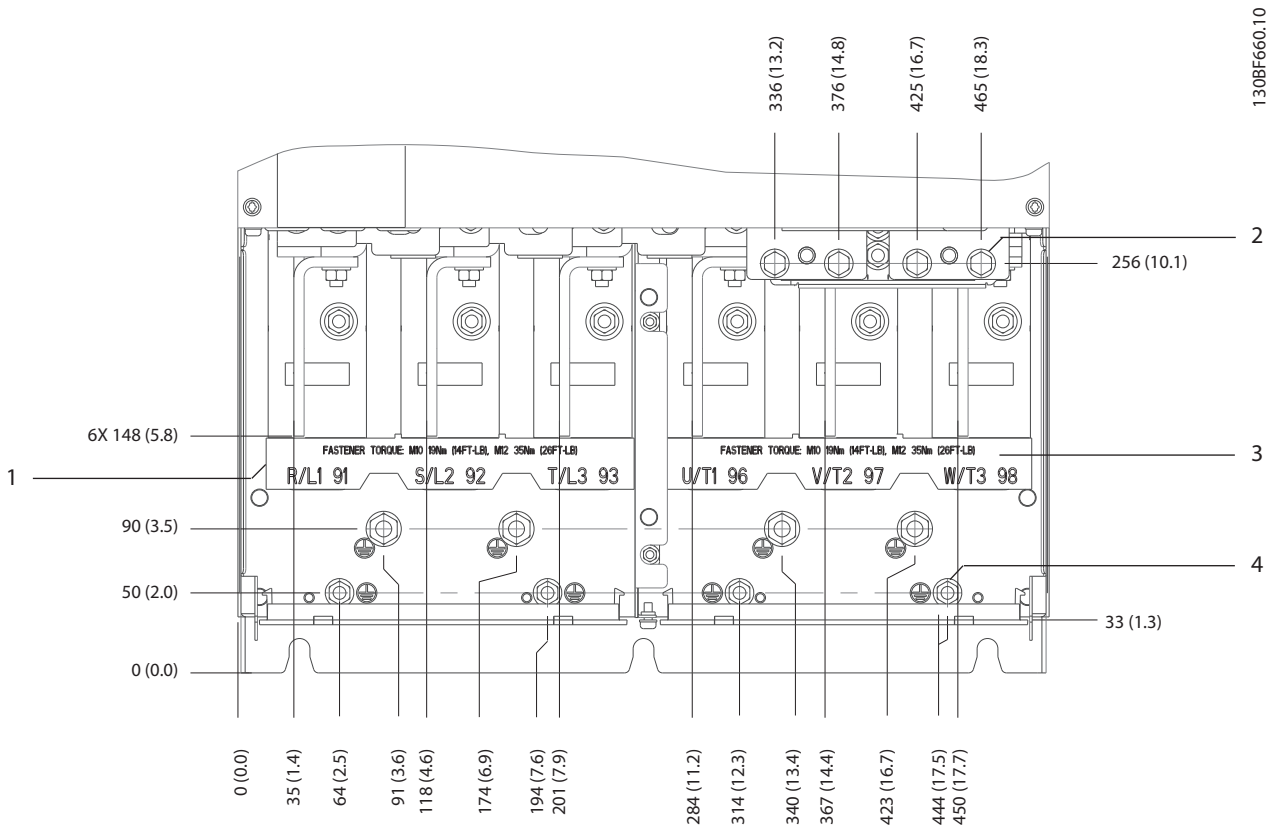 130BF660.10
336 (13.2)
376 (14.8)
425 (16.7)
465 (18.3)
2
256 (10.1)
6X 148 (5.8)
FASTENER TORQUE: M10 19Nm (14FT-LB), M12 35Nm (26FT-LB)
FASTENER TORQUE: M10 19Nm (14FT-LB), M12 35Nm (26FT-LB)
3
1
R/L1 91
S/L2 92
T/L3 93
U/T1 96
V/T2 97
W/T3 98
90 (3.5)
4
50 (2.0)
33 (1.3)
0 (0.0)
0 (0.0)
35 (1.4)
64 (2.5)
91 (3.6)
118 (4.6)
174 (6.9)
194 (7.6)
201 (7.9)
284 (11.2)
314 (12.3)
340 (13.4)
367 (14.4)
423 (16.7)
444 (17.5)
450 (17.7)